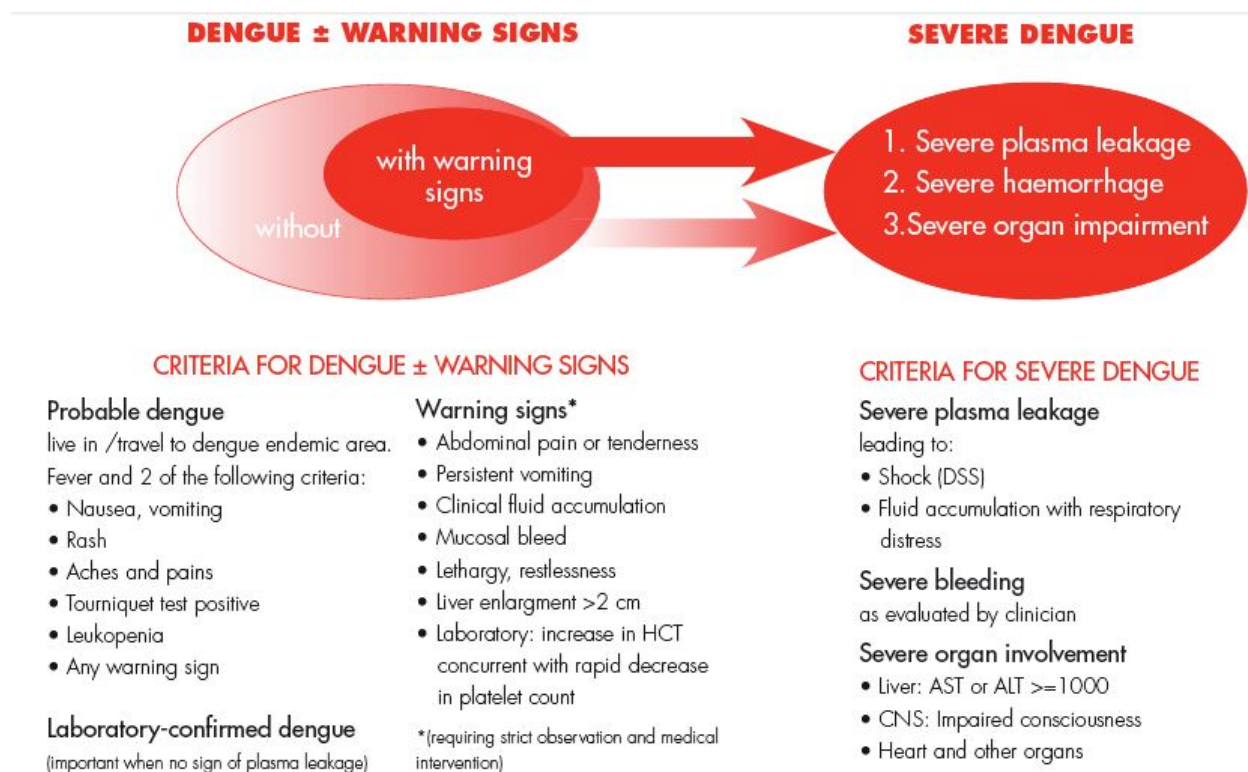 DENGUE ± WARNING SIGNS
SEVERE DENGUE
with warning
signs
without
1. Severe plasma leakage
2. Severe haemorrhage
3.Severe organ impairment
CRITERIA FOR DENGUE ± WARNING SIGNS
Probable dengue
live in /travel to dengue endemic area.
Fever and 2 of the following criteria:
• Nausea, vomiting
• Rash
• Aches and pains
• Tourniquet test positive
• Leukopenia
• Any warning sign
Laboratory-confirmed dengue
(important when no sign of plasma leakage)
Warning signs*
• Abdominal pain or tenderness
• Persistent vomiting
• Clinical fluid accumulation
• Mucosal bleed
• Lethargy, restlessness
• Liver enlargment >2 cm
• Laboratory: increase in HCT
concurrent with rapid decrease
in platelet count
*(requiring strict observation and medical
intervention)
CRITERIA FOR SEVERE DENGUE
Severe plasma leakage
leading to:
• Shock (DSS)
• Fluid accumulation with respiratory
distress
Severe bleeding
as evaluated by clinician
Severe organ involvement
• Liver: AST or ALT >=1000
• CNS: Impaired consciousness
• Heart and other organs